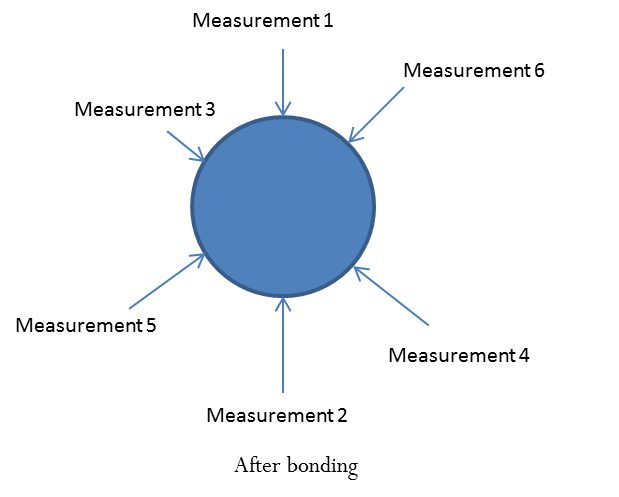 Measurement 1
Measurement 6
Measurement 3
Measurement 5
Measurement 4
Measurement 2
After bonding